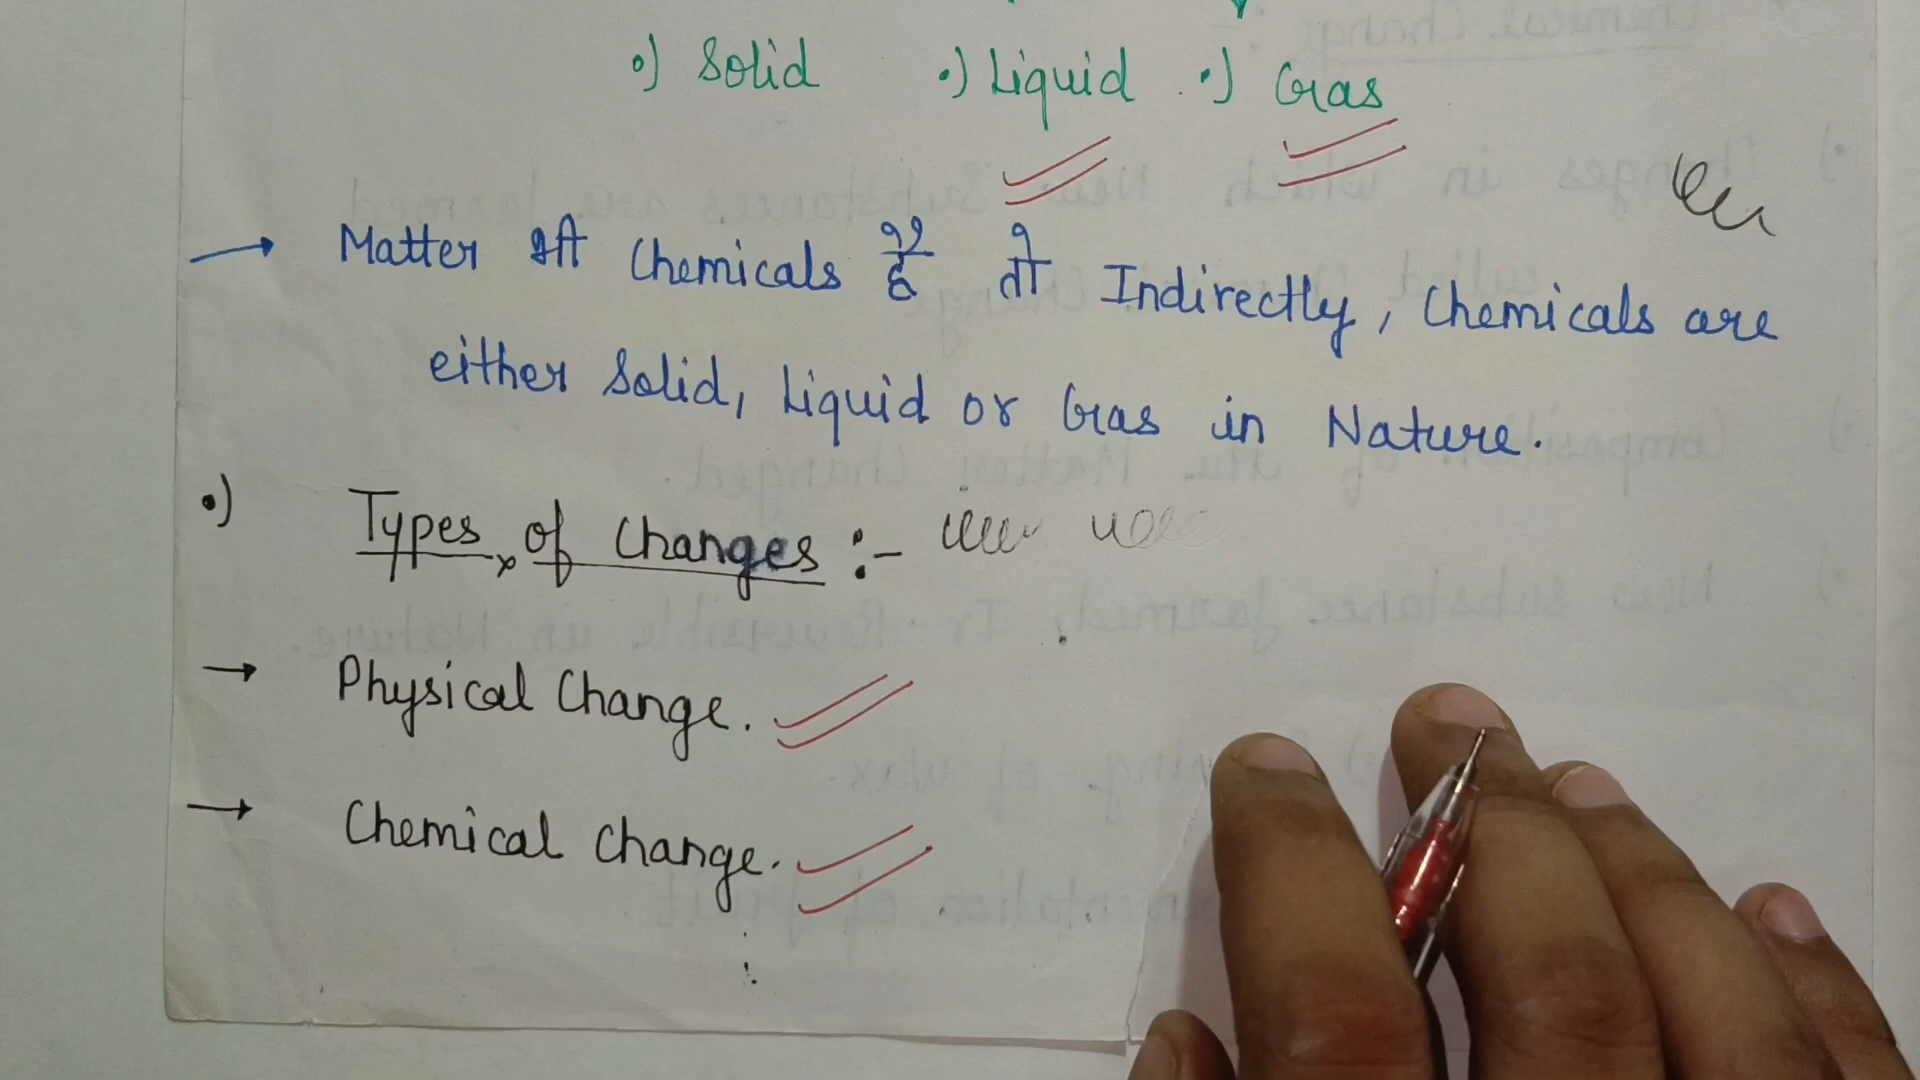 •) Solid •) Liquid •) Gas
→ Matter भी Chemicals हैं तो Indirectly, Chemicals are
either Solid, Liquid or Gas in Nature.
•) Types of Changes :-
→ Physical Change.
→ Chemical Change.